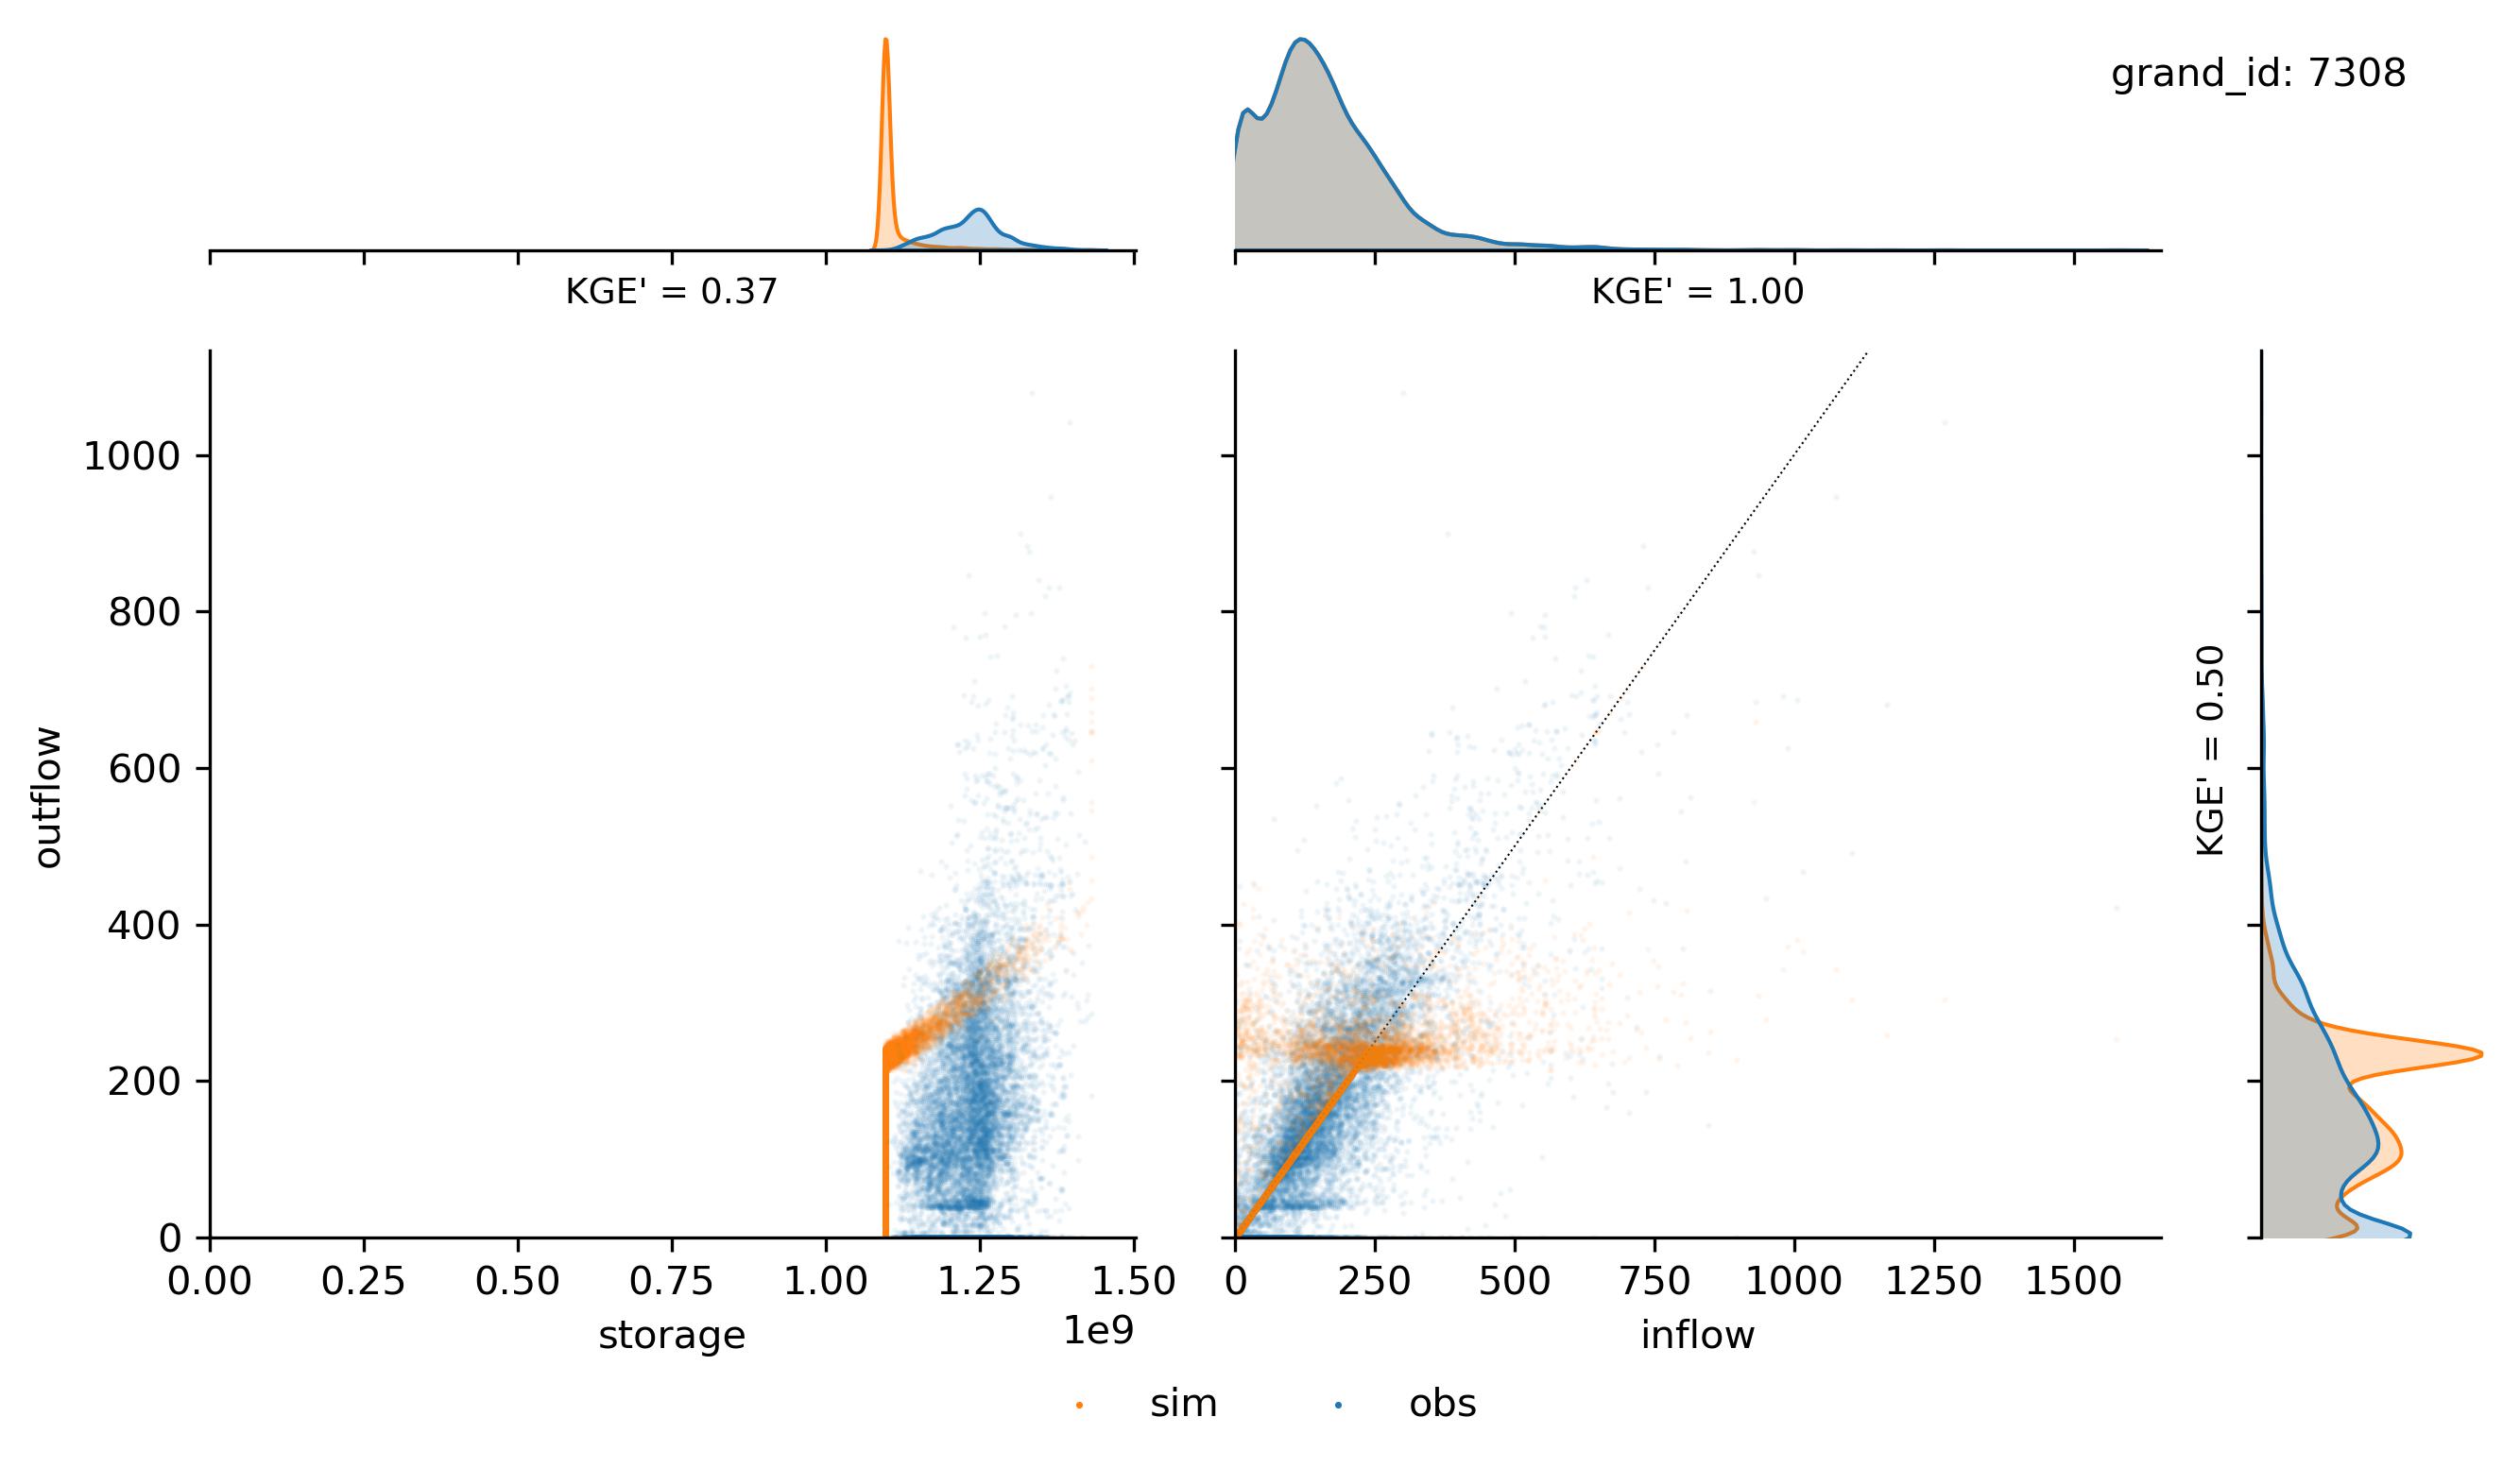 grand_id: 7308
KGE' = 0.37
KGE' = 1.00
1000
800
600
400
200
0
outflow
KGE' = 0.50
0.00 0.25 0.50 0.75 1.00 1.25 1.50
0 250 500 750 1000 1250 1500
1e9
storage
inflow
sim
obs